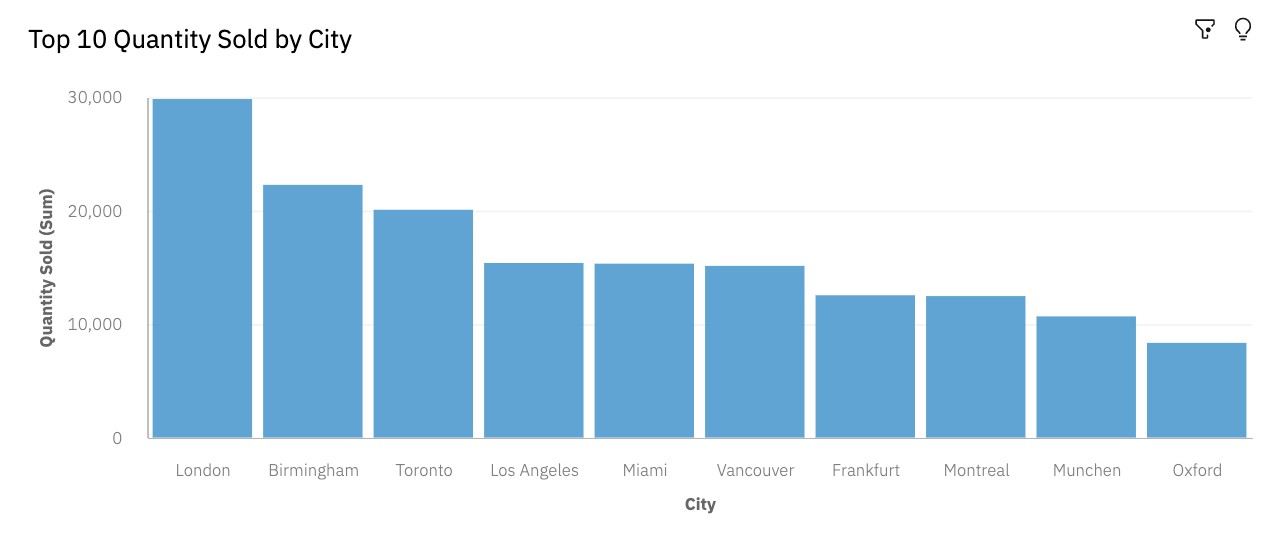 Top 10 Quantity Sold by City
Quantity Sold (Sum)
30,000
20,000
10,000
0
London Birmingham Toronto Los Angeles Miami Vancouver Frankfurt Montreal Munchen Oxford
City